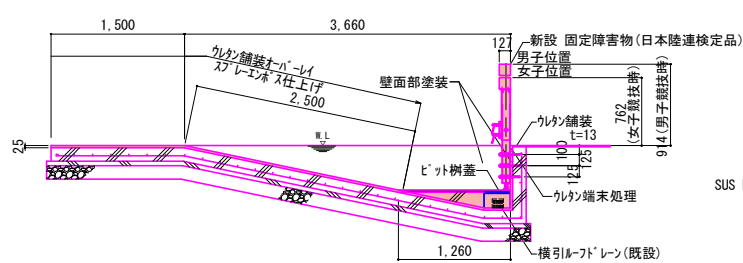 1,500
3,660
127
新設 固定障害物(日本陸連検定品)
男子位置
女子位置
ウレタン舗装オーバーレイ
スプレーエンボス仕上げ
2,500
壁面部塗装
762
(女子競技時)
914(男子競技時)
ウレタン舗装
t=13
W.L
25
100
125
125
ピット桝蓋
ウレタン端末処理
SUS
1,260
横引ルーフドレーン(既設)